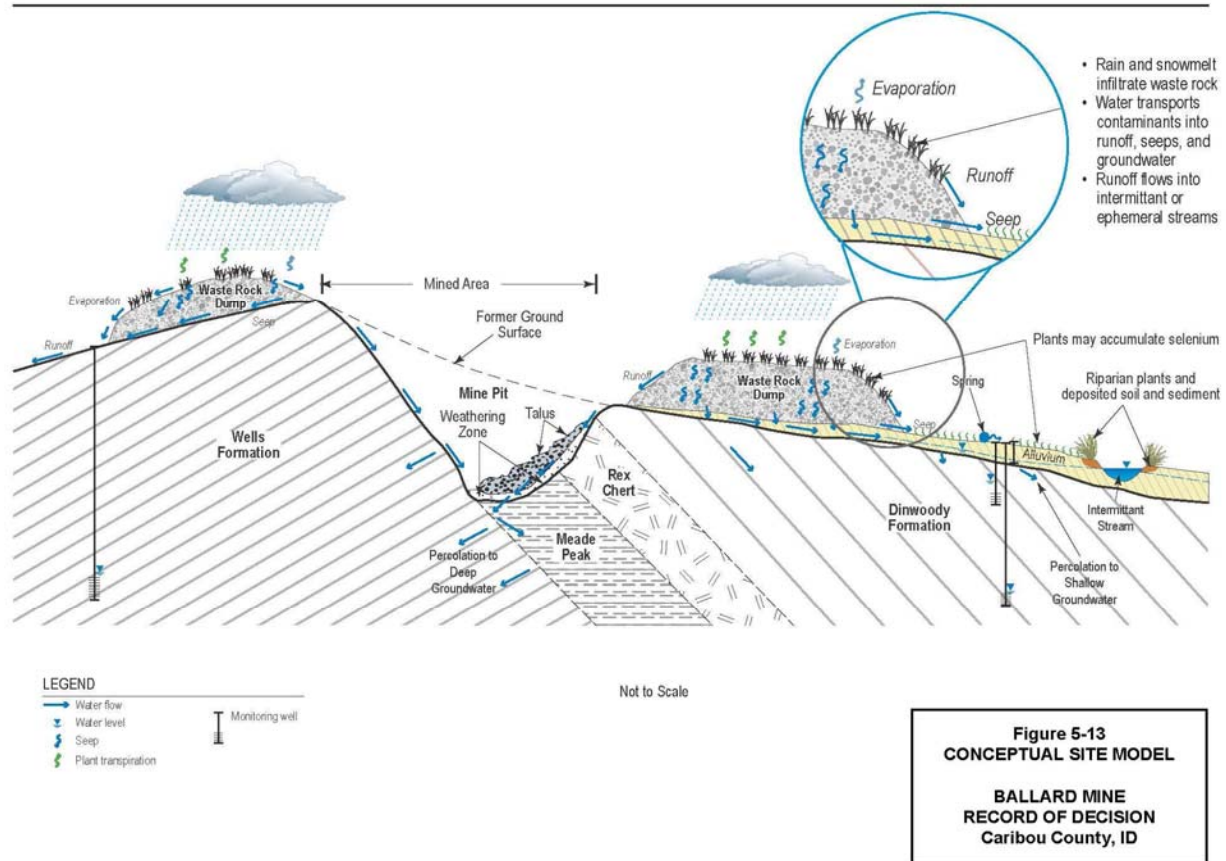 Evaporation
Runoff
Seep
• Rain and snowmelt
infiltrate waste rock
• Water transports
contaminants into
runoff, seeps, and
groundwater
• Runoff flows into
intermittant or
ephemeral streams
Mined Area
Evaporation
Waste Rock
Dump
Seep
Runoff
Former Ground
Surface
Mine Pit
Weathering
Zone
Talus
Wells
Formation
Rex
Chert
Meade
Peak
Percolation to
Deep
Groundwater
Runoff
Waste Rock
Dump
Evaporation
Seep
Plants may accumulate selenium
Spring
Riparian plants and
deposited soil and sediment
Alluvium
Dinwoody
Formation
Intermittant
Stream
Percolation to
Shallow
Groundwater
LEGEND
Water flow
Water level
Seep
Plant transpiration
Monitoring well
Not to Scale
Figure 5-13
CONCEPTUAL SITE MODEL
BALLARD MINE
RECORD OF DECISION
Caribou County, ID